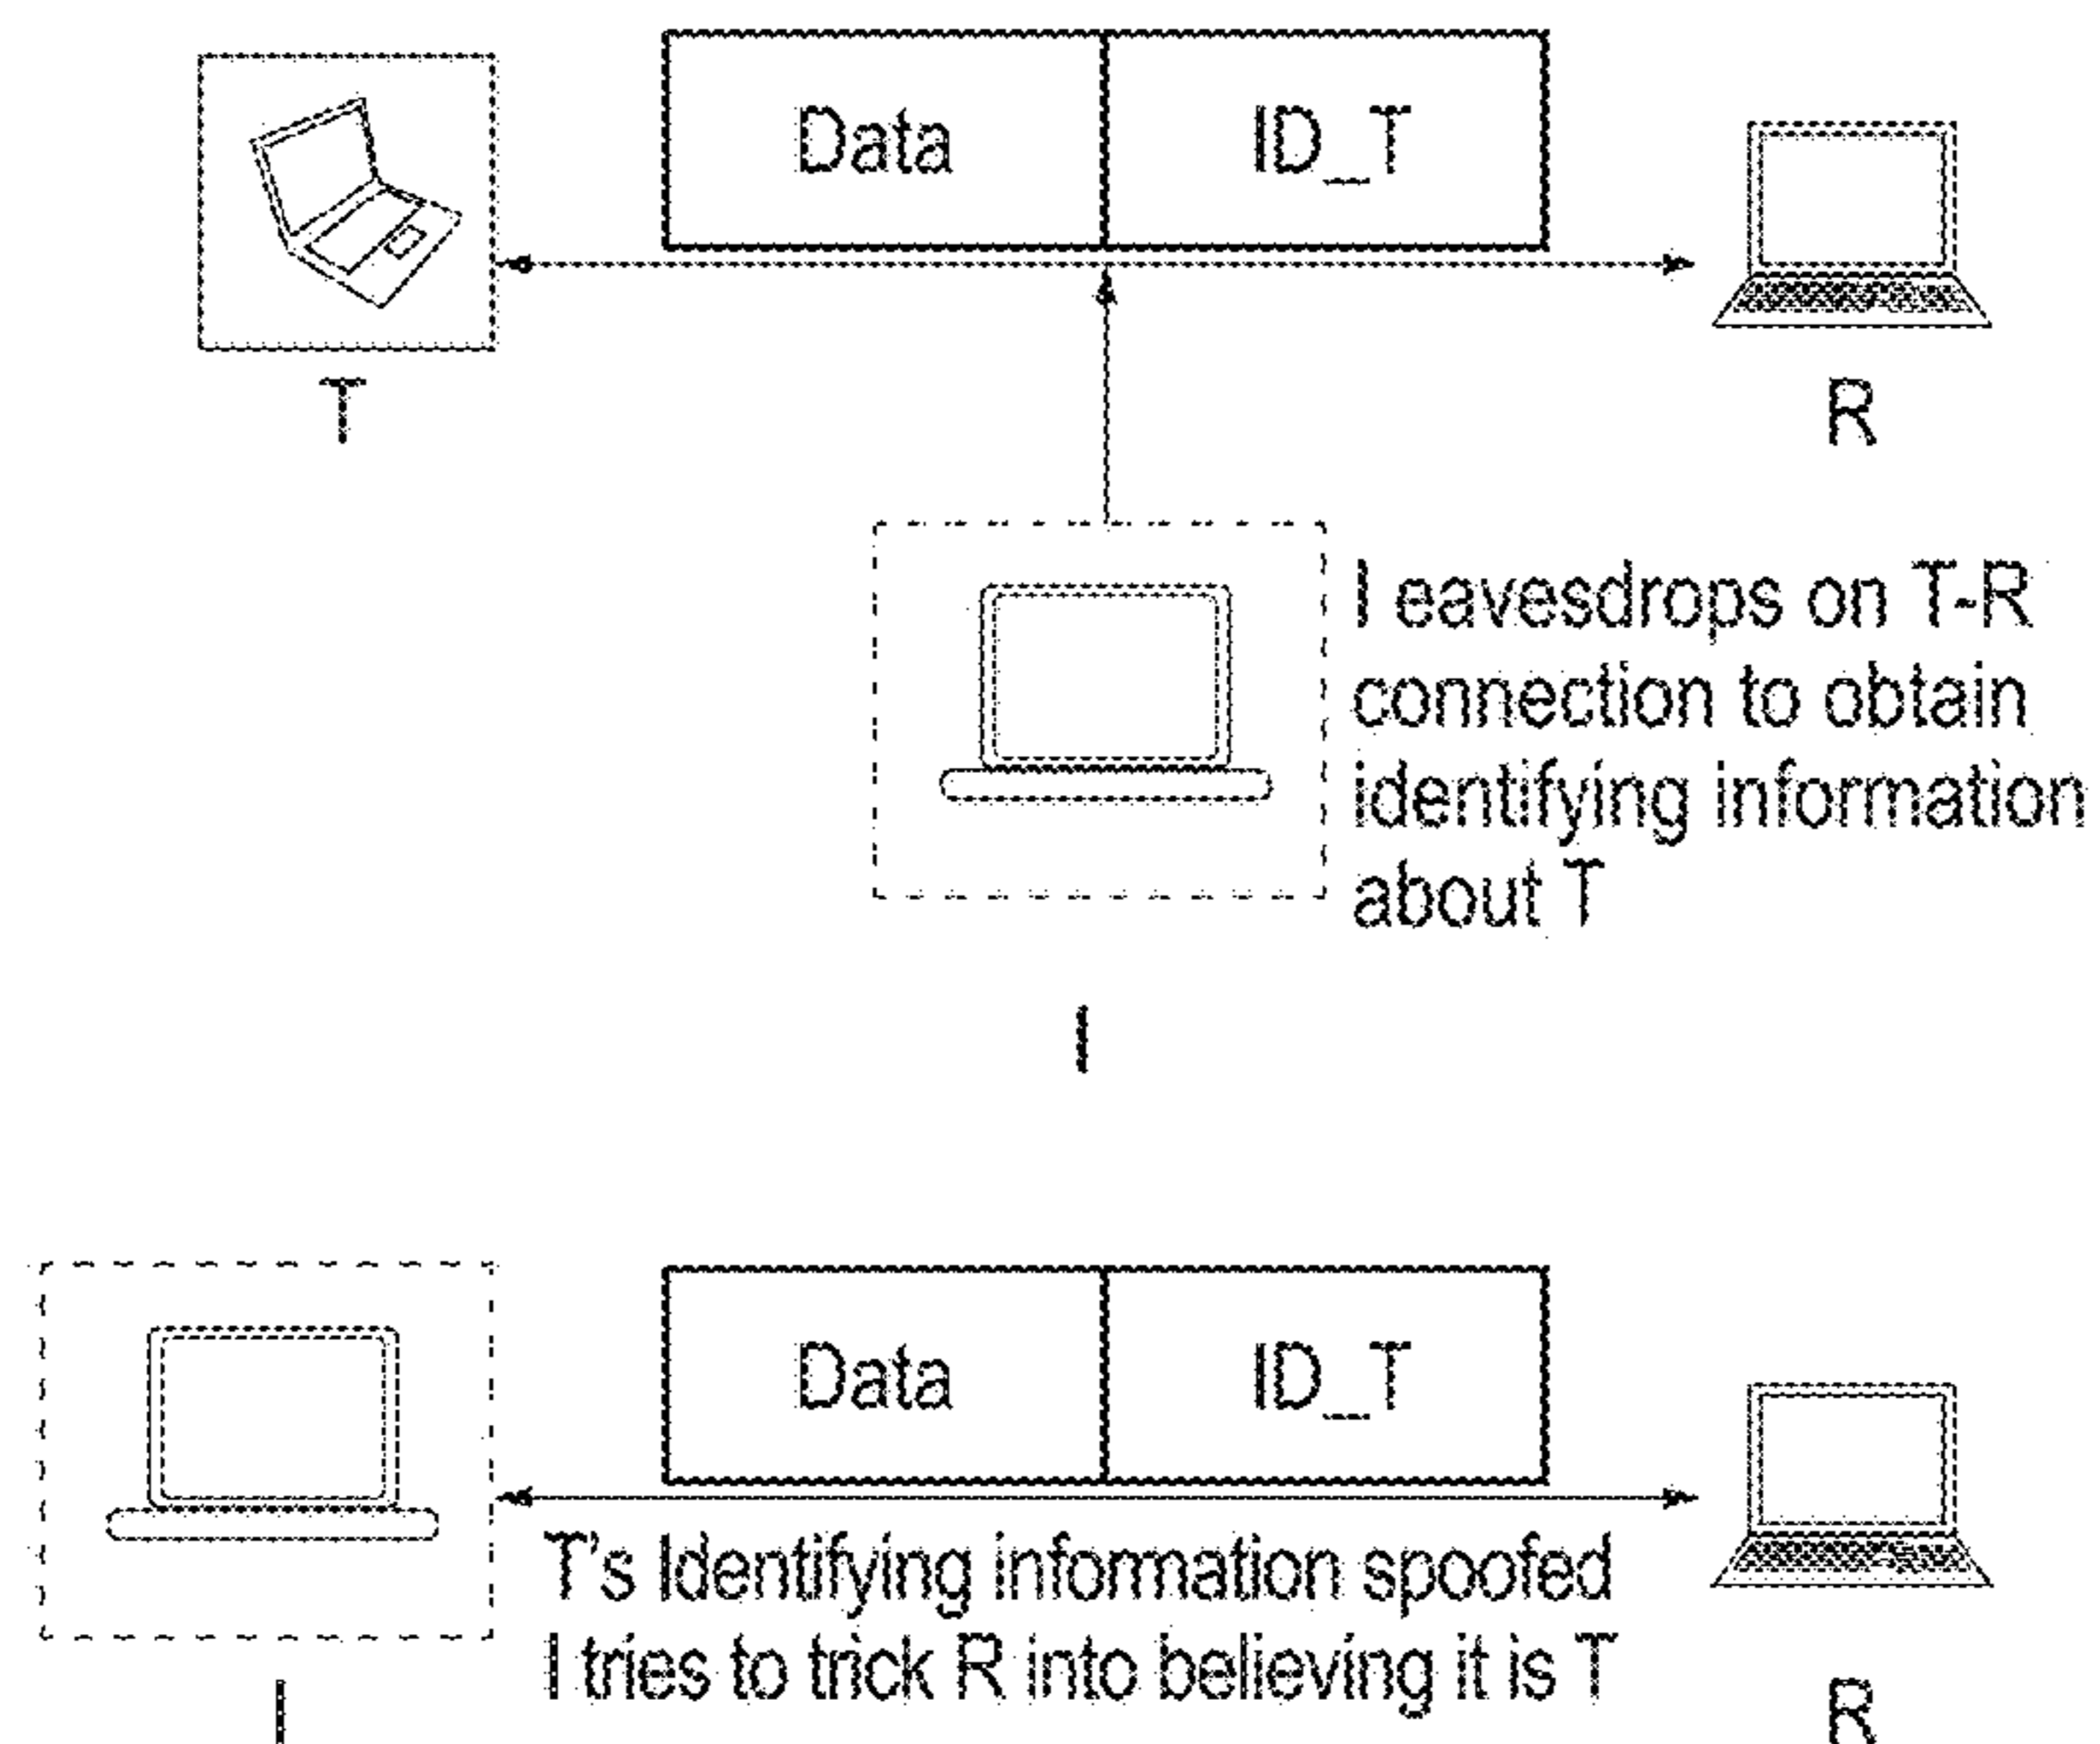 Data ID_T
T
R
I eavesdrops on T-R
connection to obtain
identifying information
about T
I
Data ID_T
T's Identifying information spoofed
I tries to trick R into believing it is T
I
R